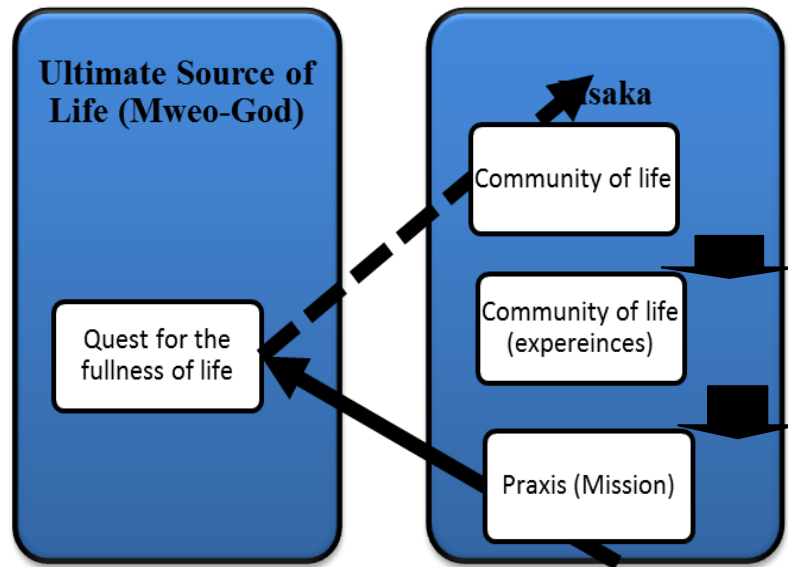 Ultimate Source of
Life (Mweo-God)
Quest for the
fullness of life
Community of life
Community of life
(expereinces)
Praxis (Mission)